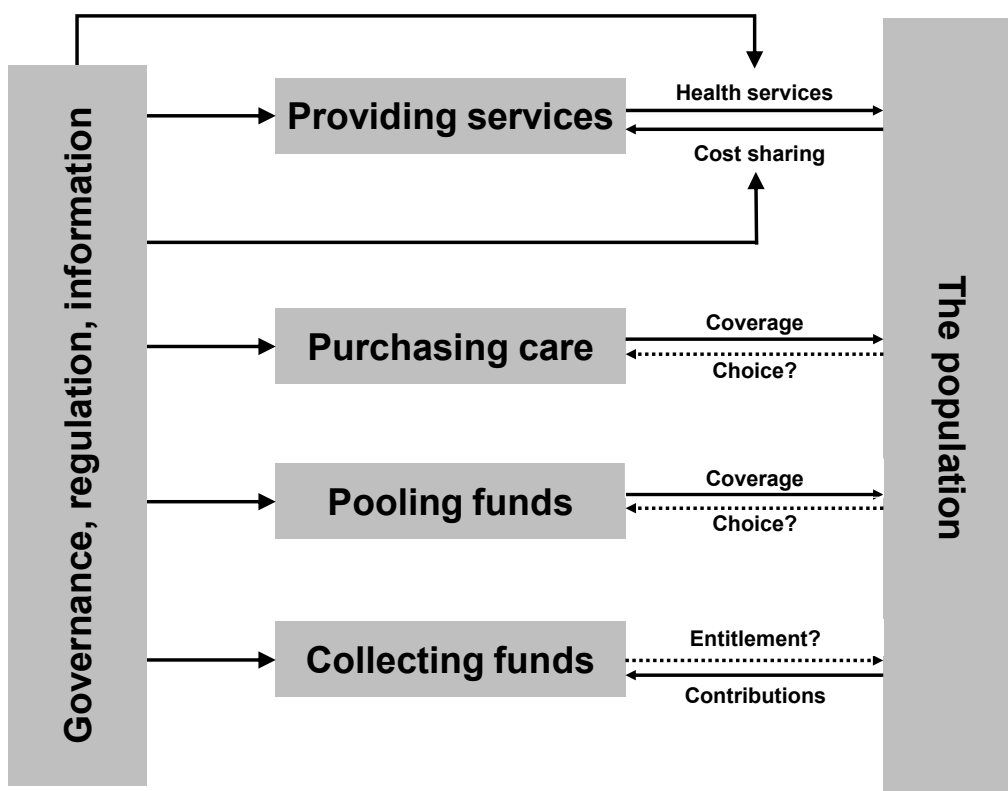 Governance, regulation, information
Providing services
Health services
Cost sharing
Purchasing care
Coverage
Choice?
Pooling funds
Coverage
Choice?
Collecting funds
Entitlement?
Contributions
The population